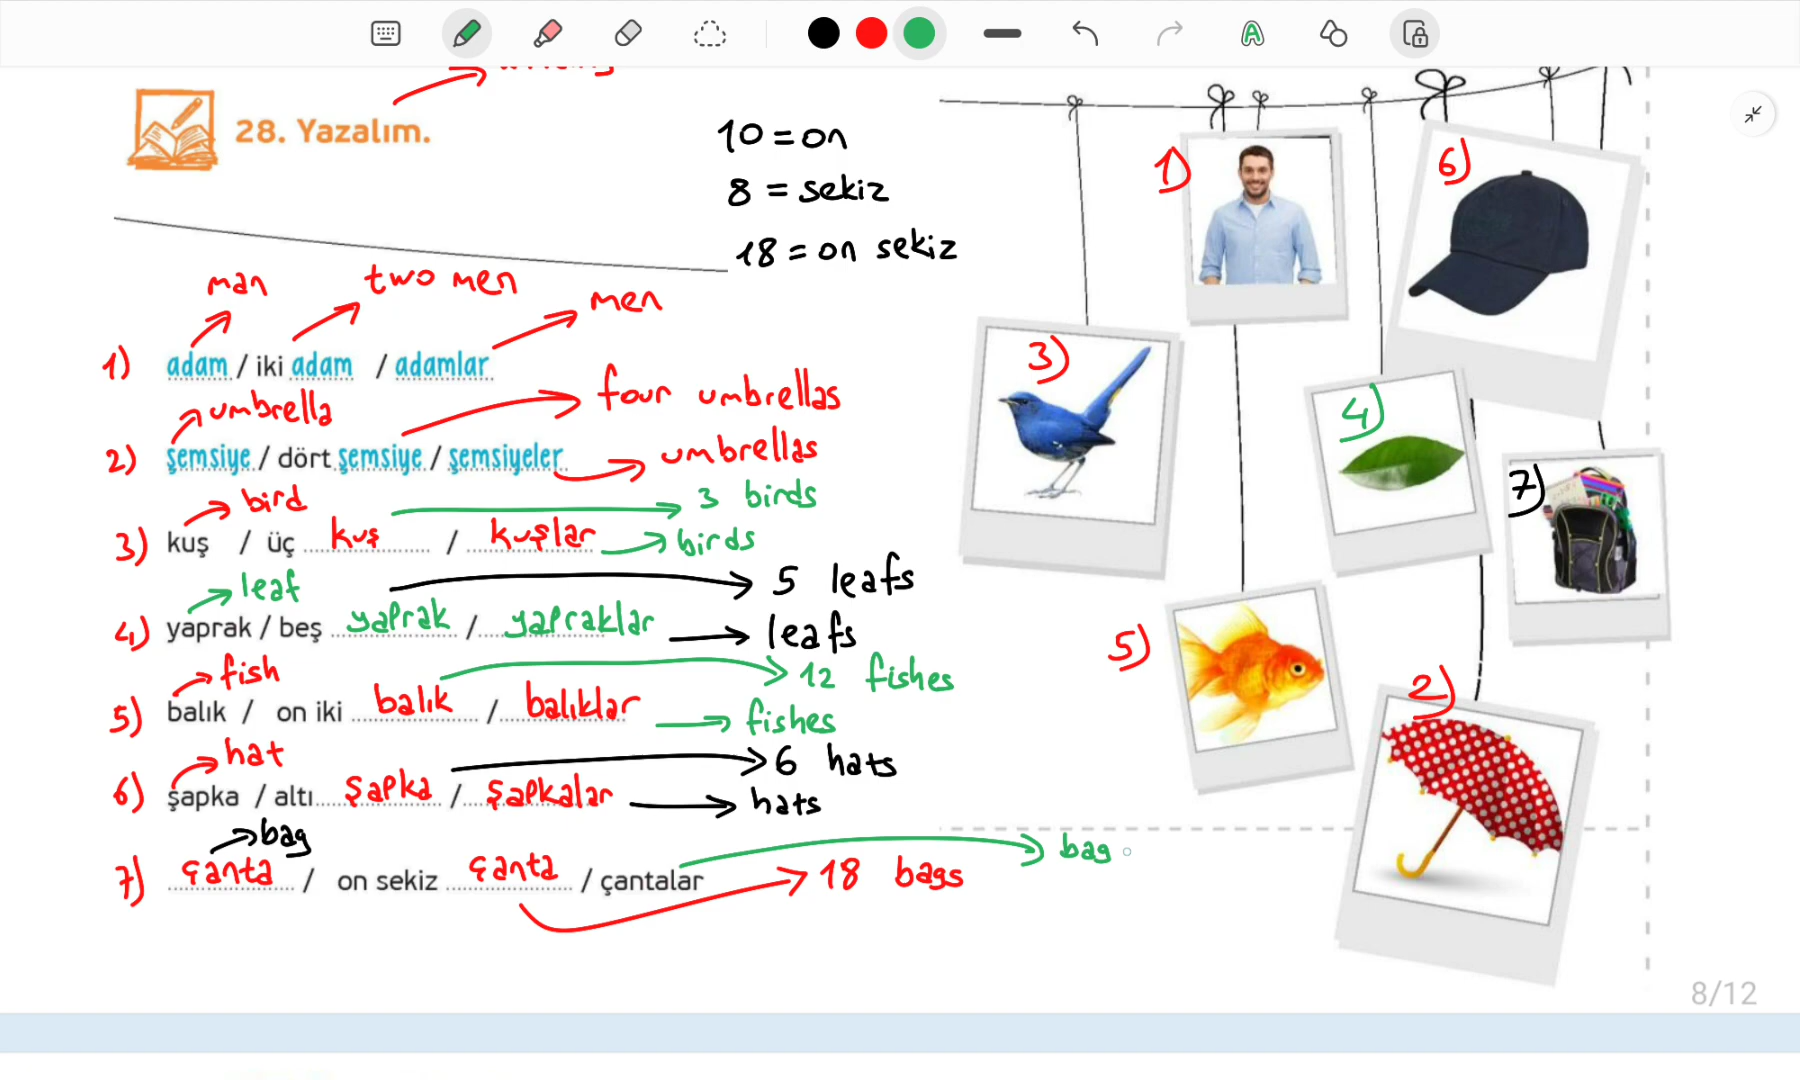 28. Yazalım.
10 = on
8 = sekiz
18 = on sekiz
man
two men
men
1) adam / iki adam / adamlar
umbrella
four umbrellas
2) şemsiye / dört şemsiye / şemsiyeler
umbrellas
bird
3 birds
3) kuş / üç kuş / kuşlar
birds
leaf
5 leafs
4) yaprak / beş yaprak / yapraklar
leafs
fish
12 fishes
5) balık / on iki balık / balıklar
fishes
hat
6 hats
6) şapka / altı şapka / şapkalar
hats
bag
bag
7) çanta / on sekiz çanta / çantalar
18 bags
1)
6)
3)
4)
7)
5)
2)
8/12
A